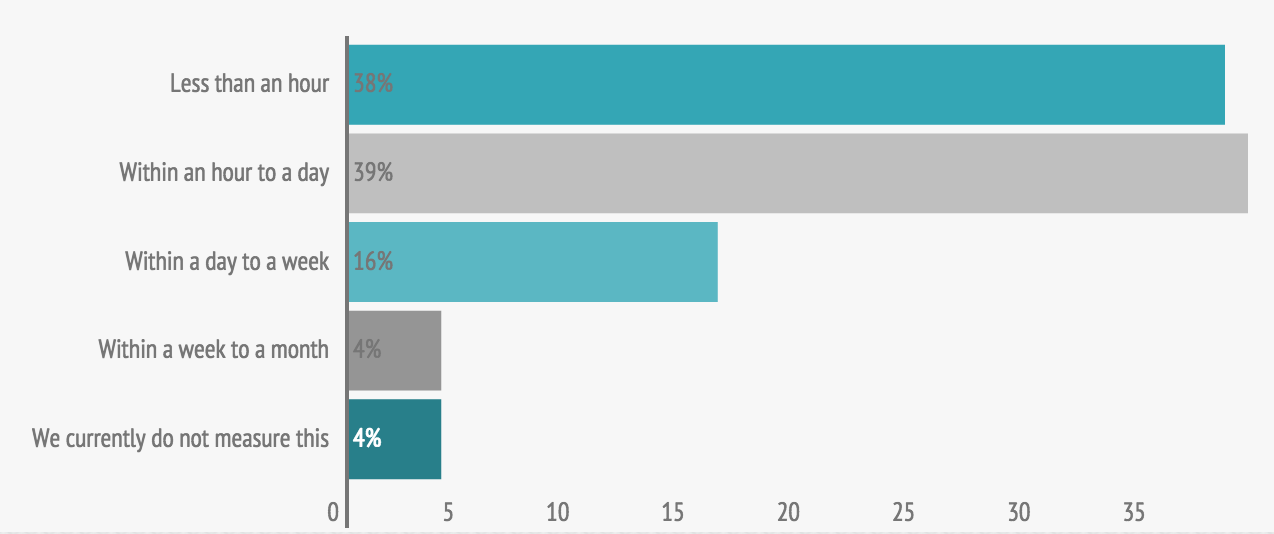 Less than an hour 38%
Within an hour to a day 39%
Within a day to a week 16%
Within a week to a month 4%
We currently do not measure this 4%
0 5 10 15 20 25 30 35